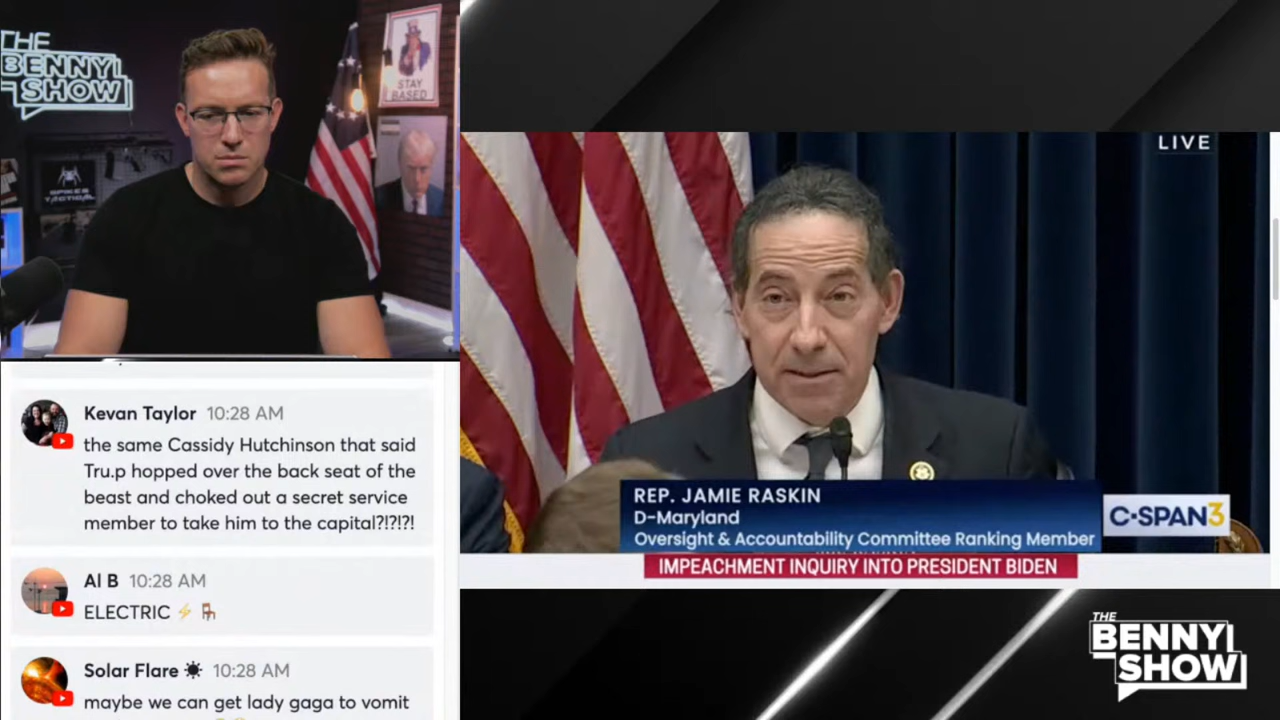 THE
BENNY
SHOW
SPIKES
TACTICAL
STAY
BASED
LIVE
REP. JAMIE RASKIN
D-Maryland
Oversight & Accountability Committee Ranking Member
C-SPAN3
IMPEACHMENT INQUIRY INTO PRESIDENT BIDEN
Kevan Taylor 10:28 AM
the same Cassidy Hutchinson that said
Tru.p hopped over the back seat of the
beast and choked out a secret service
member to take him to the capital?!?!?!
Al B 10:28 AM
ELECTRIC ⚡ 🪑
Solar Flare ☀ 10:28 AM
maybe we can get lady gaga to vomit
THE
BENNY
SHOW